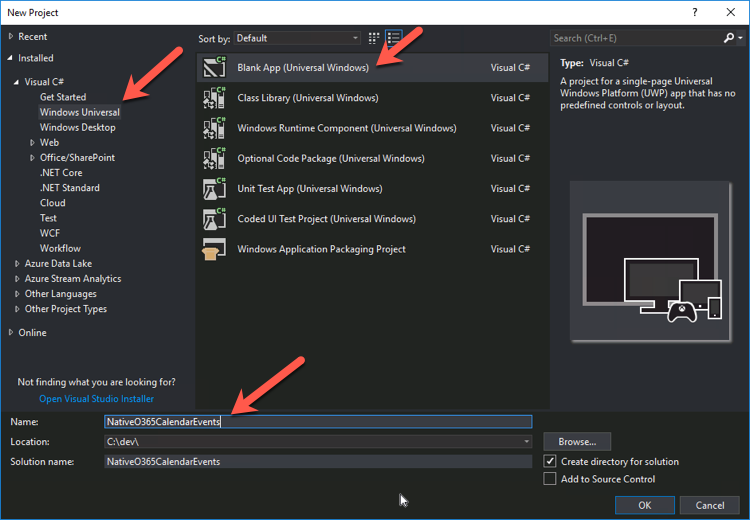 New Project
?
Recent
Installed
Visual C#
Get Started
Windows Universal
Windows Desktop
Web
Office/SharePoint
.NET Core
.NET Standard
Cloud
Test
WCF
Workflow
Azure Data Lake
Azure Stream Analytics
Other Languages
Other Project Types
Online
Not finding what you are looking for?
Open Visual Studio Installer
Sort by: Default
C# Blank App (Universal Windows) Visual C#
C# Class Library (Universal Windows) Visual C#
C# Windows Runtime Component (Universal Windows) Visual C#
C# Optional Code Package (Universal Windows) Visual C#
C# Unit Test App (Universal Windows) Visual C#
C# Coded UI Test Project (Universal Windows) Visual C#
Windows Application Packaging Project Visual C#
Search (Ctrl+E)
Type: Visual C#
A project for a single-page Universal
Windows Platform (UWP) app that has no
predefined controls or layout.
Name: NativeO365CalendarEvents
Location: C:\dev\
Browse...
Solution name: NativeO365CalendarEvents
Create directory for solution
Add to Source Control
OK
Cancel